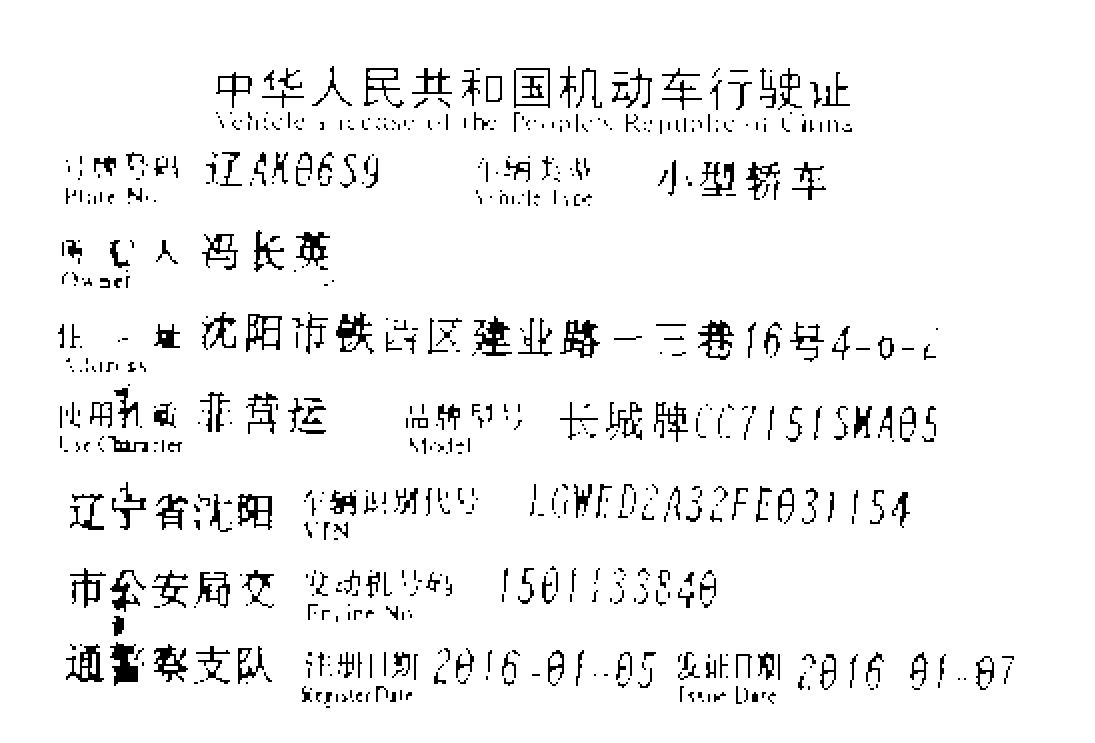 中华人民共和国机动车行驶证
Vehicle License of the People's Republic of China
号牌号码 辽AK06S9 车辆类型 小型轿车
Plate No. Vehicle Type
所有人 冯长英
Owner
住址 沈阳市铁西区建业路一三巷16号4-6-2
Address
使用性质 非营运 品牌型号 长城牌CC7151SMA05
Use Character Model
辽宁省沈阳 车辆识别代号 LGWED2A32FE031154
VIN
市公安局交 发动机号码 1501133840
Engine No.
通警察支队 注册日期 2016-01-05 发证日期 2016-01-07
Register Date Issue Date